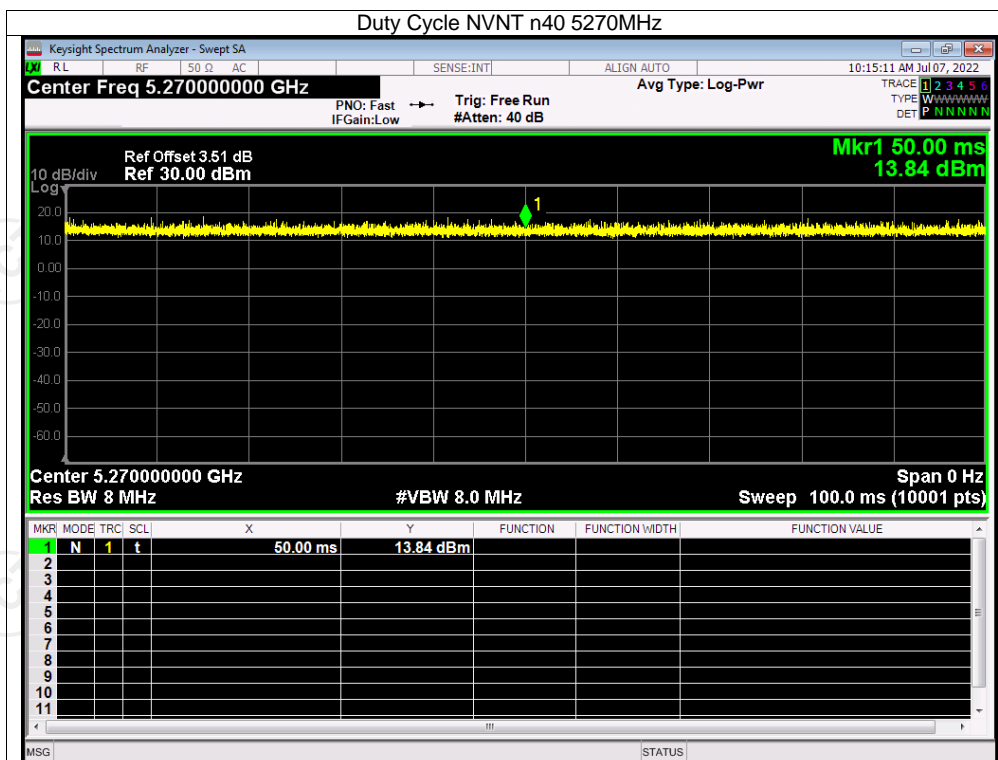 Duty Cycle NVNT n40 5270MHz
Keysight Spectrum Analyzer - Swept SA
LXI RL RF 50 Ω AC SENSE:INT ALIGN AUTO 10:15:11 AM Jul 07, 2022
Center Freq 5.270000000 GHz Avg Type: Log-Pwr TRACE 1 2 3 4 5 6
PNO: Fast Trig: Free Run TYPE WWWWWW
IFGain:Low #Atten: 40 dB DET P N N N N N
Mkr1 50.00 ms
Ref Offset 3.51 dB
10 dB/div Ref 30.00 dBm 13.84 dBm
Log
1
20.0
10.0
0.00
-10.0
-20.0
-30.0
-40.0
-50.0
-60.0
Center 5.270000000 GHz Span 0 Hz
Res BW 8 MHz #VBW 8.0 MHz Sweep 100.0 ms (10001 pts)
MKR MODE TRC SCL X Y FUNCTION FUNCTION WIDTH FUNCTION VALUE
1 N 1 t 50.00 ms 13.84 dBm
2
3
4
5
6
7
8
9
10
11
MSG STATUS